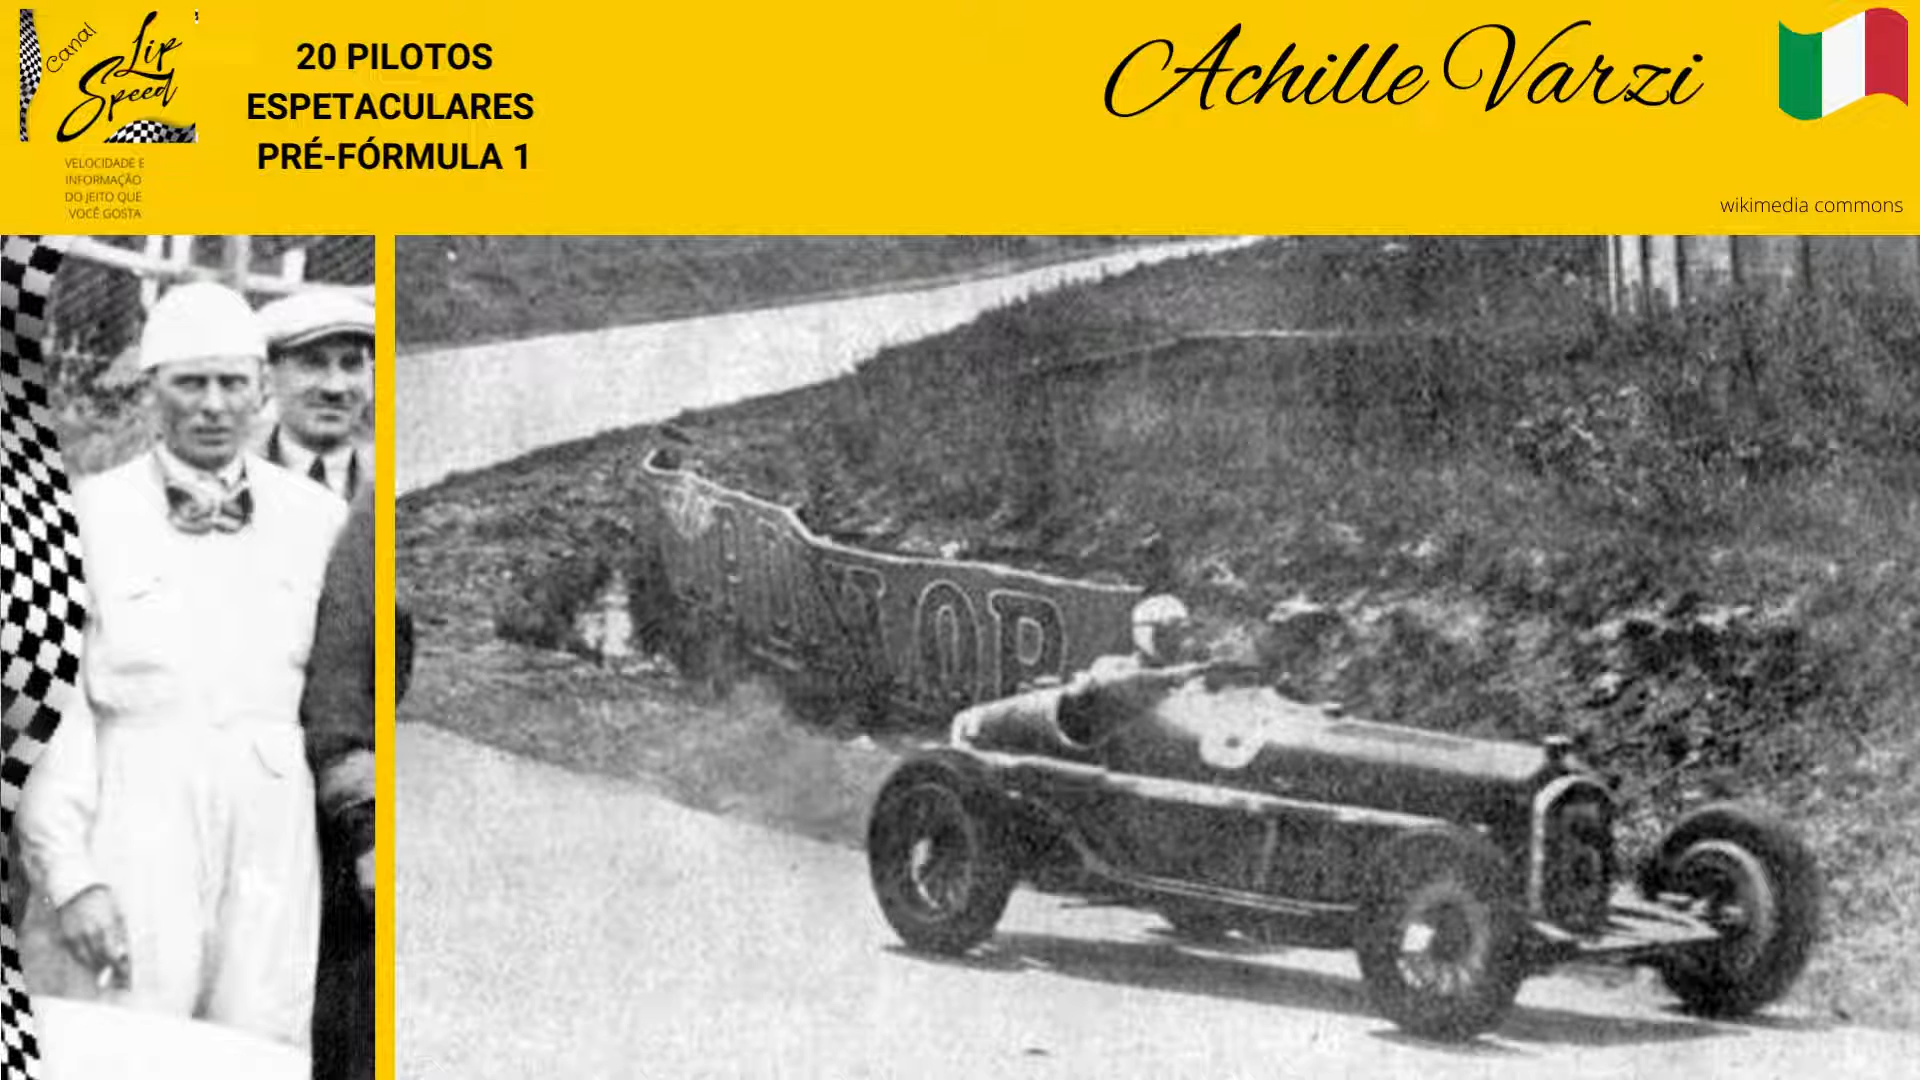 Canal
Lip
Speed
VELOCIDADE E
INFORMAÇÃO
DO JEITO QUE
VOCÊ GOSTA
20 PILOTOS
ESPETACULARES
PRÉ-FÓRMULA 1
Achille Varzi
wikimedia commons